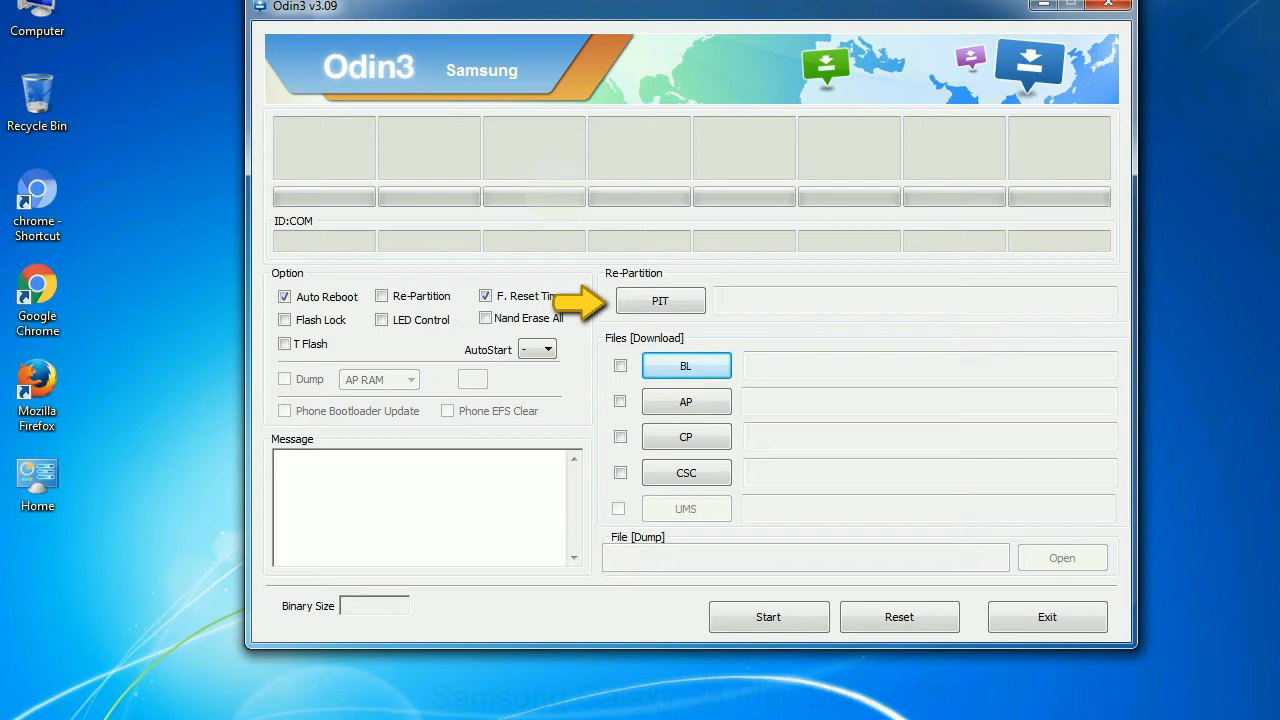 Odin3 v3.09
Computer
Recycle Bin
chrome -
Shortcut
Google
Chrome
Mozilla
Firefox
Home
Odin3 Samsung
ID:COM
Option
Auto Reboot Re-Partition F. Reset
Flash Lock LED Control Nand Erase All
T Flash
AutoStart -
Dump AP RAM
Phone Bootloader Update Phone EFS Clear
Message
Re-Partition
PIT
Files [Download]
BL
AP
CP
CSC
UMS
File [Dump]
Open
Binary Size
Start Reset Exit
Samsung Galaxy S3